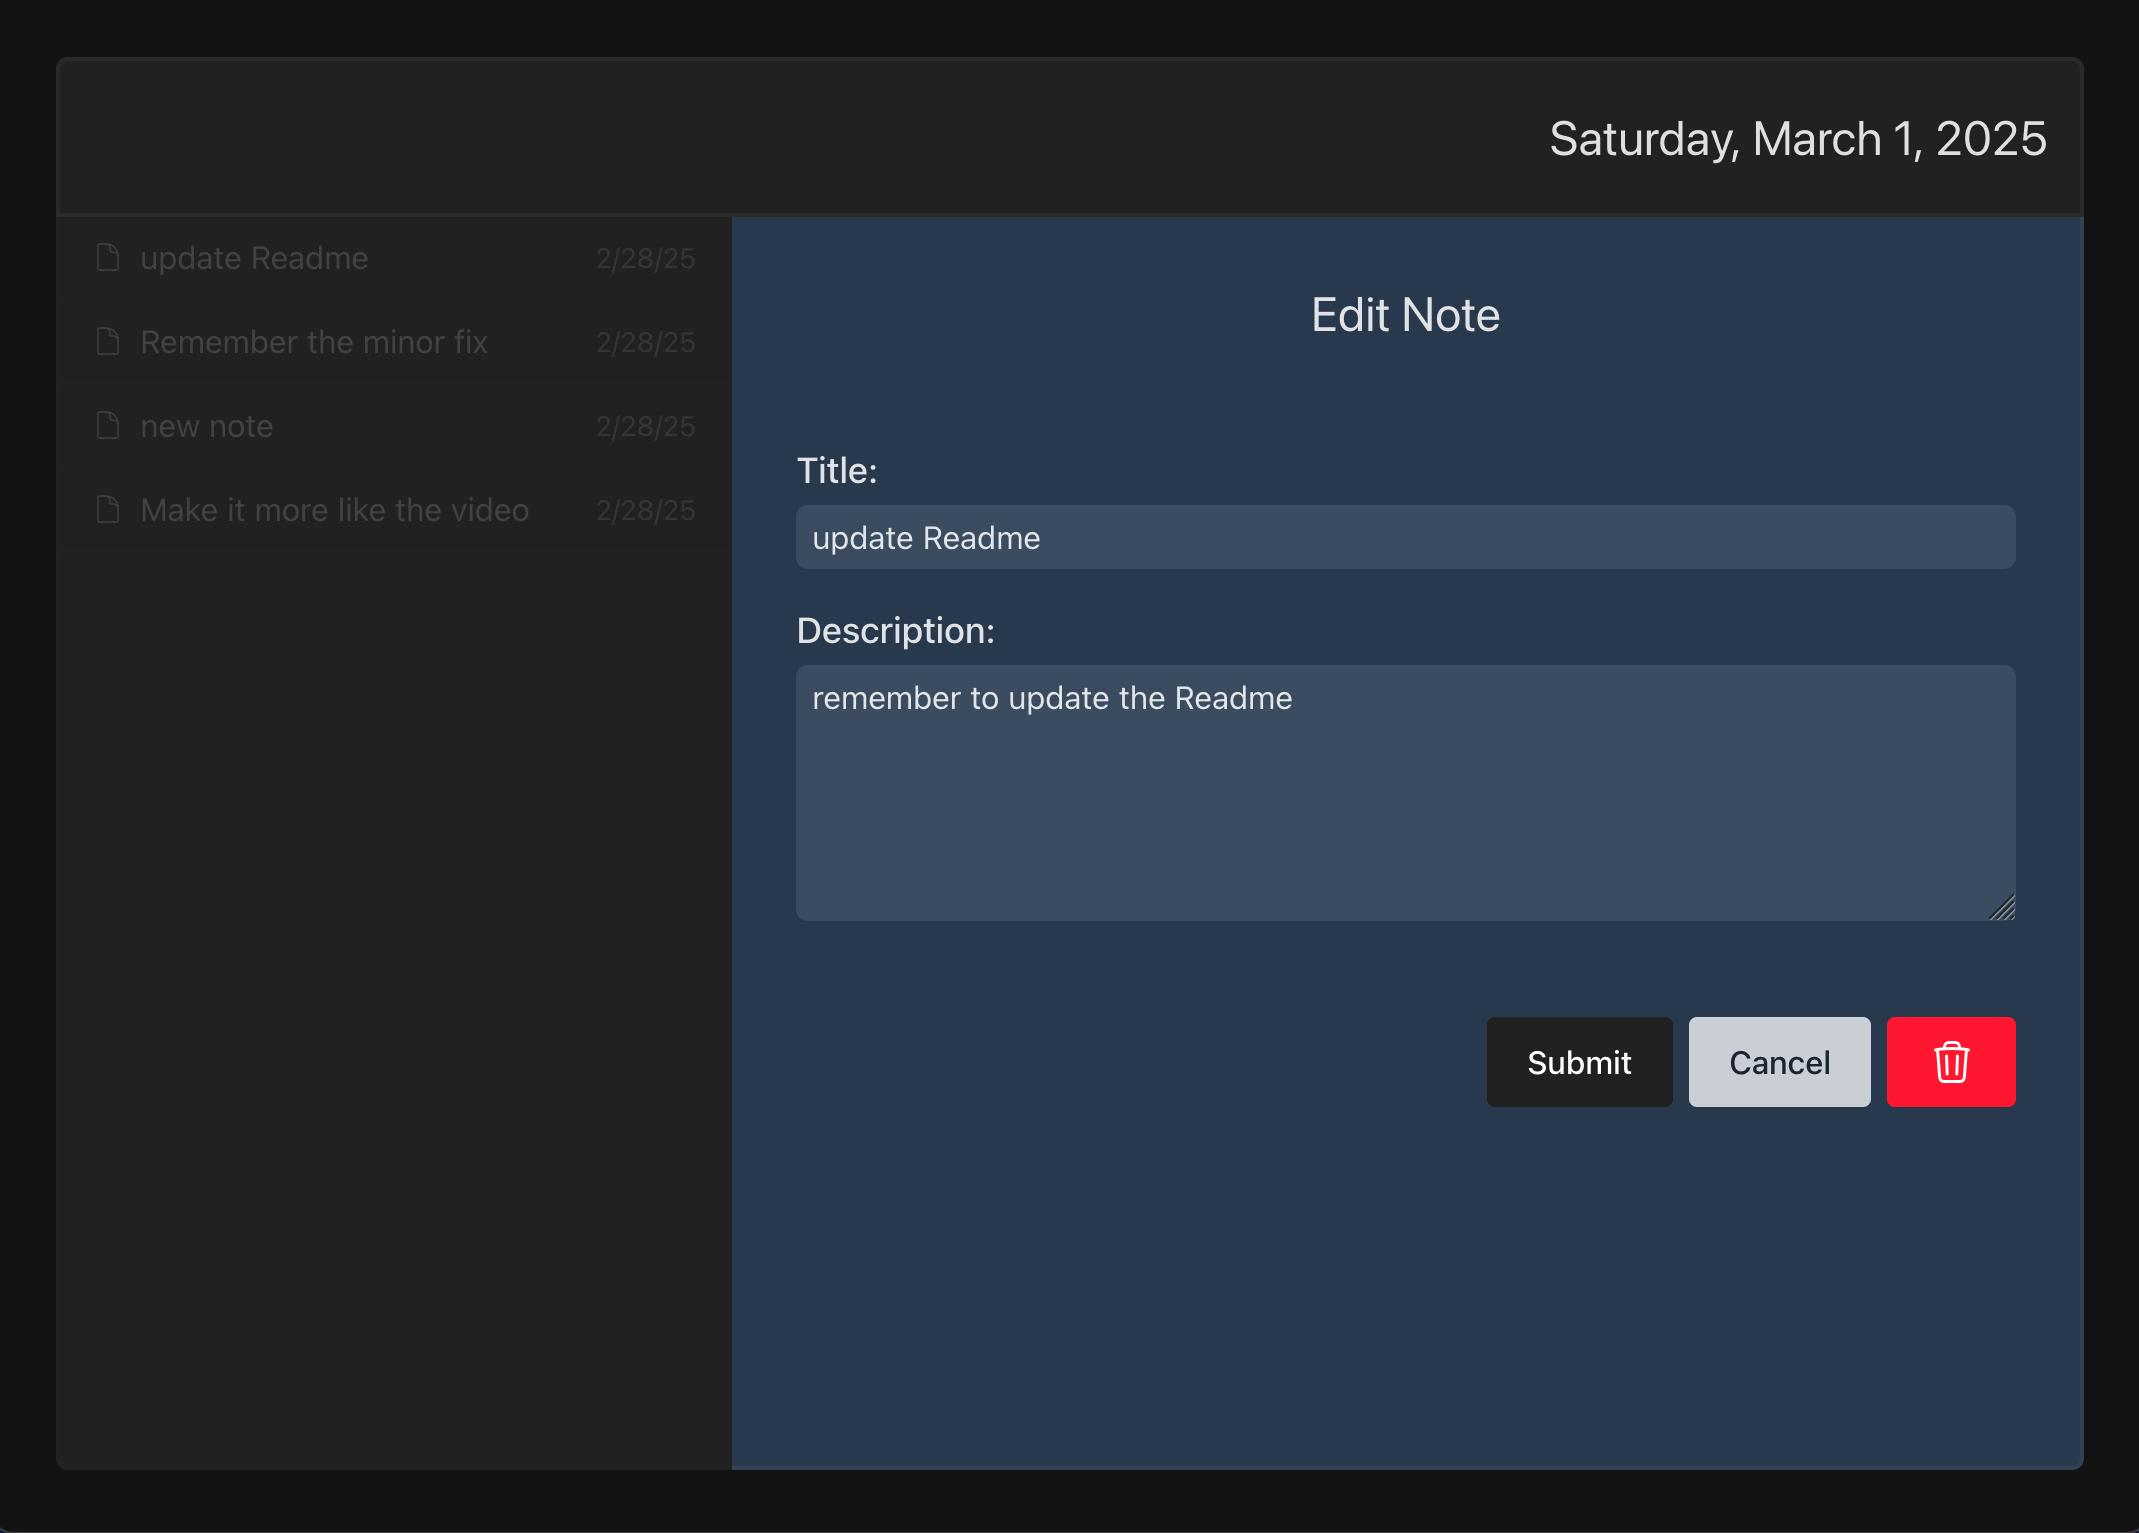 Saturday, March 1, 2025
update Readme 2/28/25
Remember the minor fix 2/28/25
new note 2/28/25
Make it more like the video 2/28/25
Edit Note
Title:
update Readme
Description:
remember to update the Readme
Submit Cancel